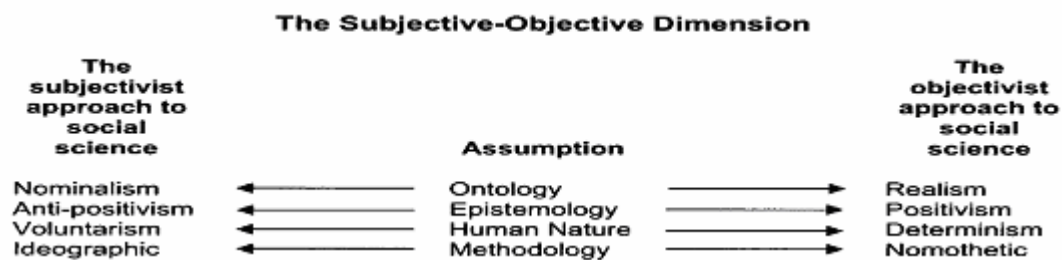 The Subjective-Objective Dimension
The
subjectivist
approach to
social
science
Assumption
The
objectivist
approach to
social
science
Nominalism Ontology Realism
Anti-positivism Epistemology Positivism
Voluntarism Human Nature Determinism
Ideographic Methodology Nomothetic